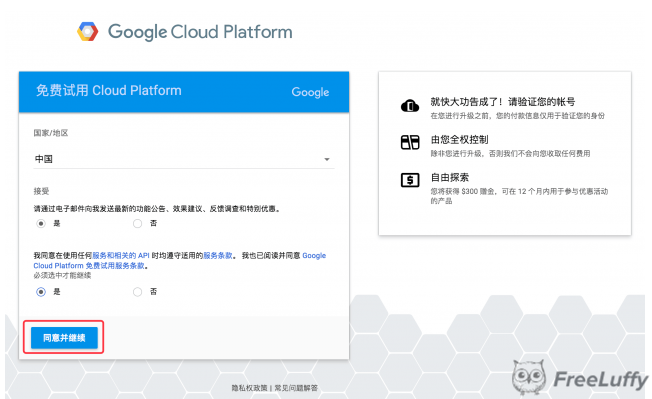 Google Cloud Platform
免费试用 Cloud Platform
Google
国家/地区
中国
接受
请通过电子邮件向我发送最新的功能公告、效果建议、反馈调查和特别优惠。
是
否
我同意在使用任何服务和相关的 API 时均遵守适用的服务条款。 我也已阅读并同意 Google
Cloud Platform 免费试用服务条款。
必须选中才能继续
是
否
同意并继续
就快大功告成了！请验证您的帐号
在您进行升级之前，您的付款信息仅用于验证您的身份
由您全权控制
除非您进行升级，否则我们不会向您收取任何费用
自由探索
您将获得 $300 赠金，可在 12 个月内用于参与优惠活动
的产品
隐私权政策 | 常见问题解答
FreeLuffy